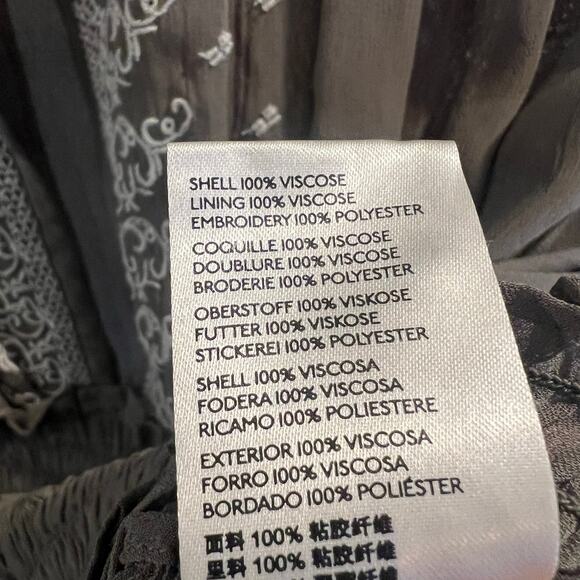 SHELL 100% VISCOSE
LINING 100% VISCOSE
EMBROIDERY 100% POLYESTER
COQUILLE 100% VISCOSE
DOUBLURE 100% VISCOSE
BRODERIE 100% POLYESTER
OBERSTOFF 100% VISKOSE
FUTTER 100% VISKOSE
STICKEREI 100% POLYESTER
SHELL 100% VISCOSA
FODERA 100% VISCOSA
RICAMO 100% POLIESTERE
EXTERIOR 100% VISCOSA
FORRO 100% VISCOSA
BORDADO 100% POLIÉSTER
面料 100% 粘胶纤维
里料 100% 粘胶纤维